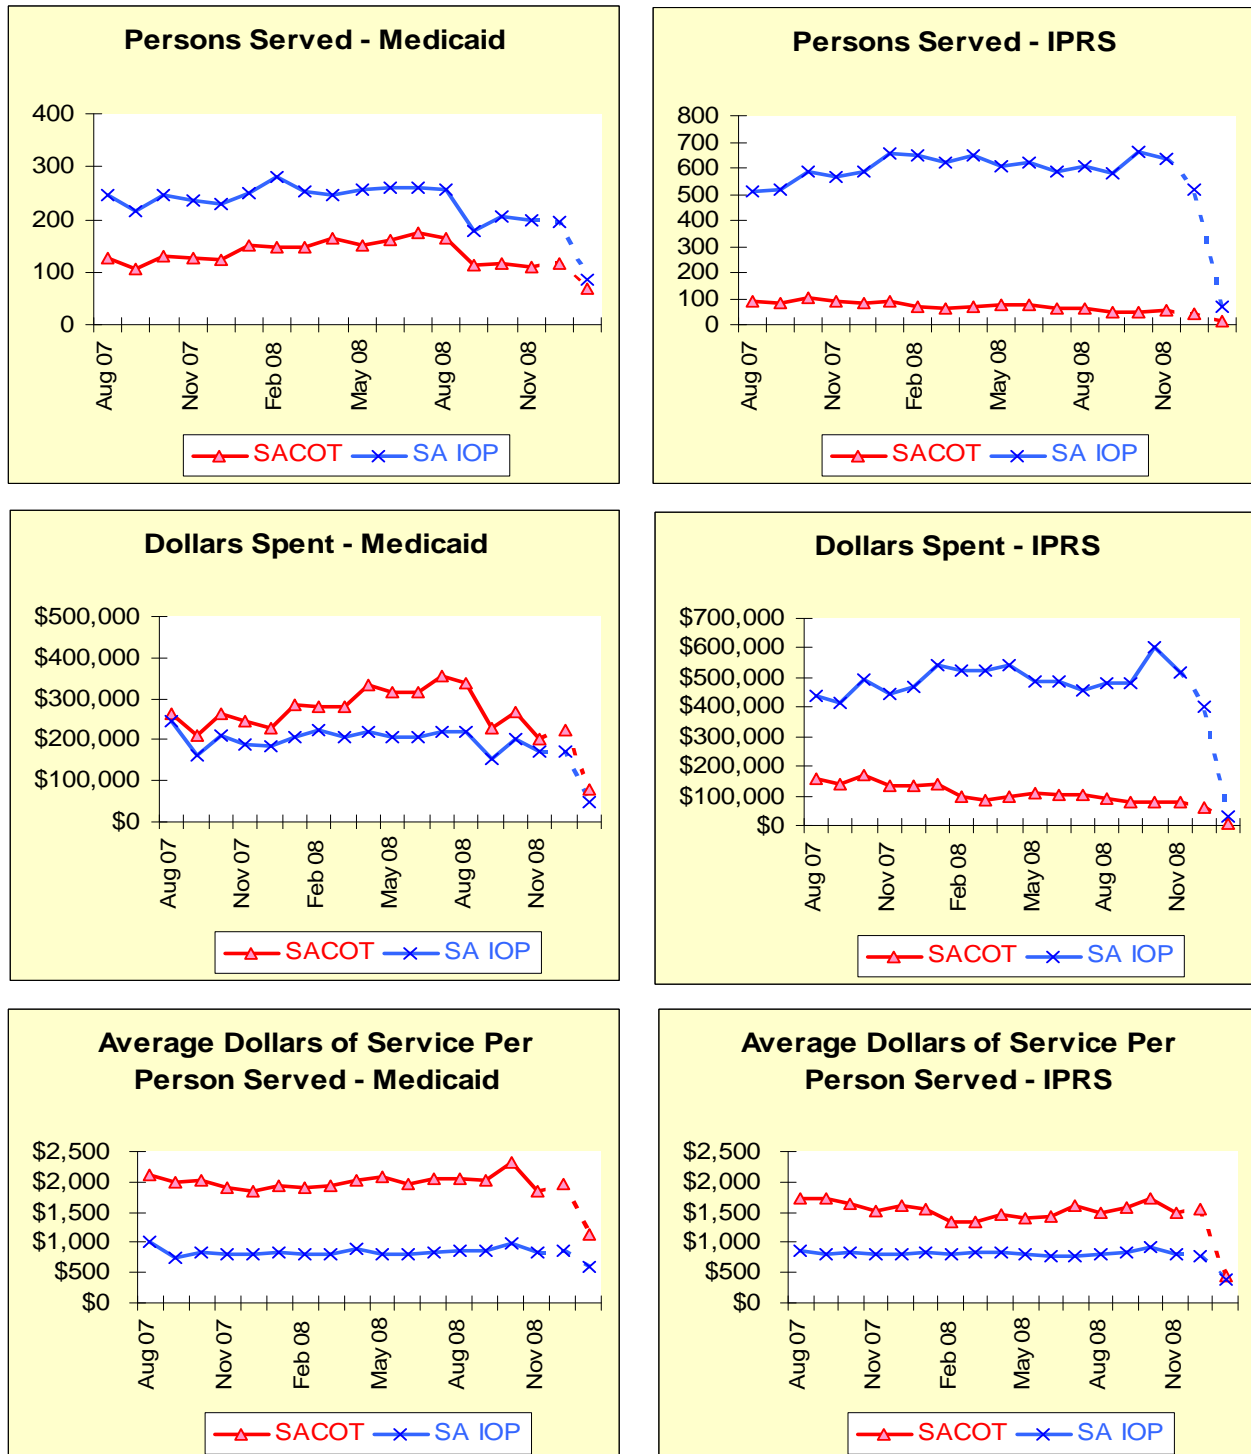 Persons Served - Medicaid
400
300
200
100
0
Aug 07
Nov 07
Feb 08
May 08
Aug 08
Nov 08
SACOT SA IOP
Persons Served - IPRS
800
700
600
500
400
300
200
100
0
Aug 07
Nov 07
Feb 08
May 08
Aug 08
Nov 08
SACOT SA IOP
Dollars Spent - Medicaid
$500,000
$400,000
$300,000
$200,000
$100,000
$0
Aug 07
Nov 07
Feb 08
May 08
Aug 08
Nov 08
SACOT SA IOP
Dollars Spent - IPRS
$700,000
$600,000
$500,000
$400,000
$300,000
$200,000
$100,000
$0
Aug 07
Nov 07
Feb 08
May 08
Aug 08
Nov 08
SACOT SA IOP
Average Dollars of Service Per
Person Served - Medicaid
$2,500
$2,000
$1,500
$1,000
$500
$0
Aug 07
Nov 07
Feb 08
May 08
Aug 08
Nov 08
SACOT SA IOP
Average Dollars of Service Per
Person Served - IPRS
$2,500
$2,000
$1,500
$1,000
$500
$0
Aug 07
Nov 07
Feb 08
May 08
Aug 08
Nov 08
SACOT SA IOP